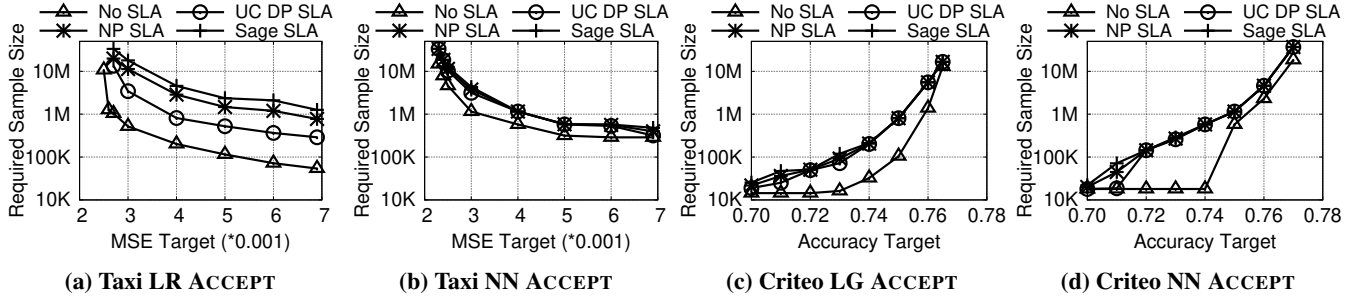 No SLA
NP SLA
UC DP SLA
Sage SLA
Required Sample Size
10M
1M
100K
10K
2 3 4 5 6 7
MSE Target (*0.001)
(a) Taxi LR ACCEPT
No SLA
NP SLA
UC DP SLA
Sage SLA
Required Sample Size
10M
1M
100K
10K
2 3 4 5 6 7
MSE Target (*0.001)
(b) Taxi NN ACCEPT
No SLA
NP SLA
UC DP SLA
Sage SLA
Required Sample Size
10M
1M
100K
10K
0.70 0.72 0.74 0.76 0.78
Accuracy Target
(c) Criteo LG ACCEPT
No SLA
NP SLA
UC DP SLA
Sage SLA
Required Sample Size
10M
1M
100K
10K
0.70 0.72 0.74 0.76 0.78
Accuracy Target
(d) Criteo NN ACCEPT